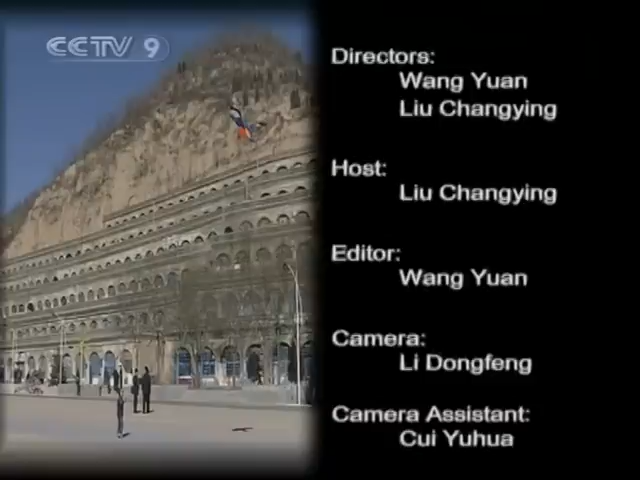 CCTV 9
Directors:
Wang Yuan
Liu Changying
Host:
Liu Changying
Editor:
Wang Yuan
Camera:
Li Dongfeng
Camera Assistant:
Cui Yuhua